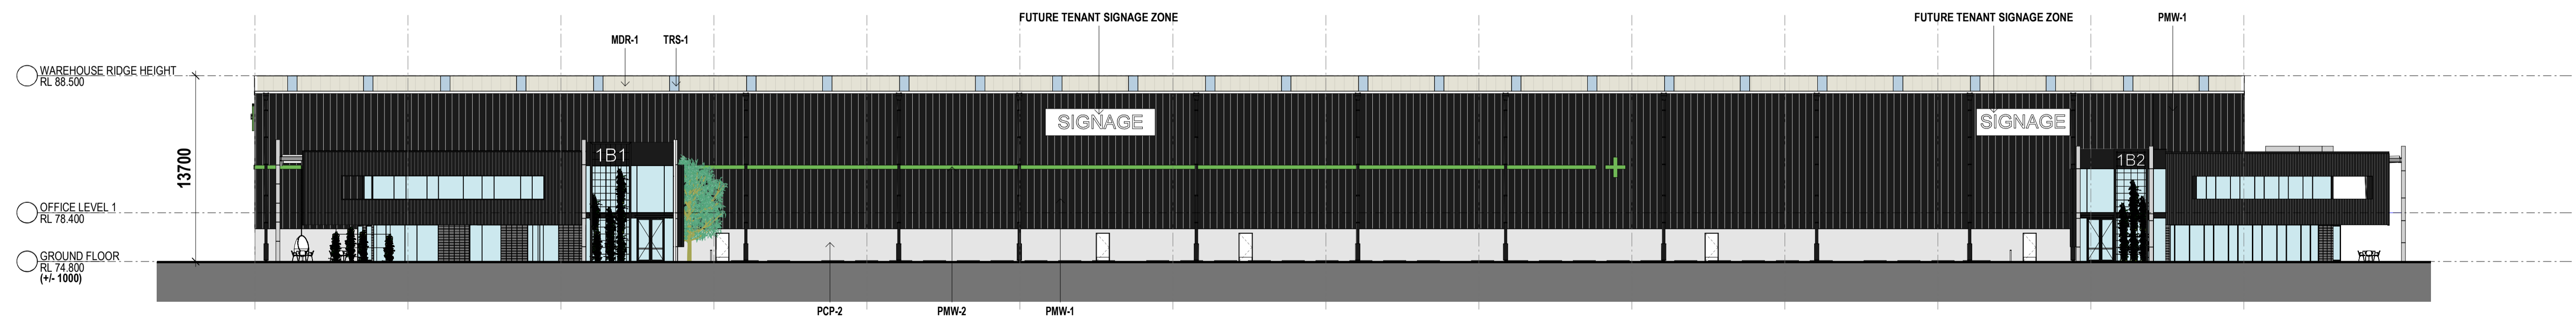 FUTURE TENANT SIGNAGE ZONE
FUTURE TENANT SIGNAGE ZONE
PMW-1
MDR-1
TRS-1
WAREHOUSE RIDGE HEIGHT
RL 88.500
SIGNAGE
SIGNAGE
1B1
1B2
13700
OFFICE LEVEL 1
RL 78.400
GROUND FLOOR
RL 74.800
(+/- 1000)
PCP-2
PMW-2
PMW-1